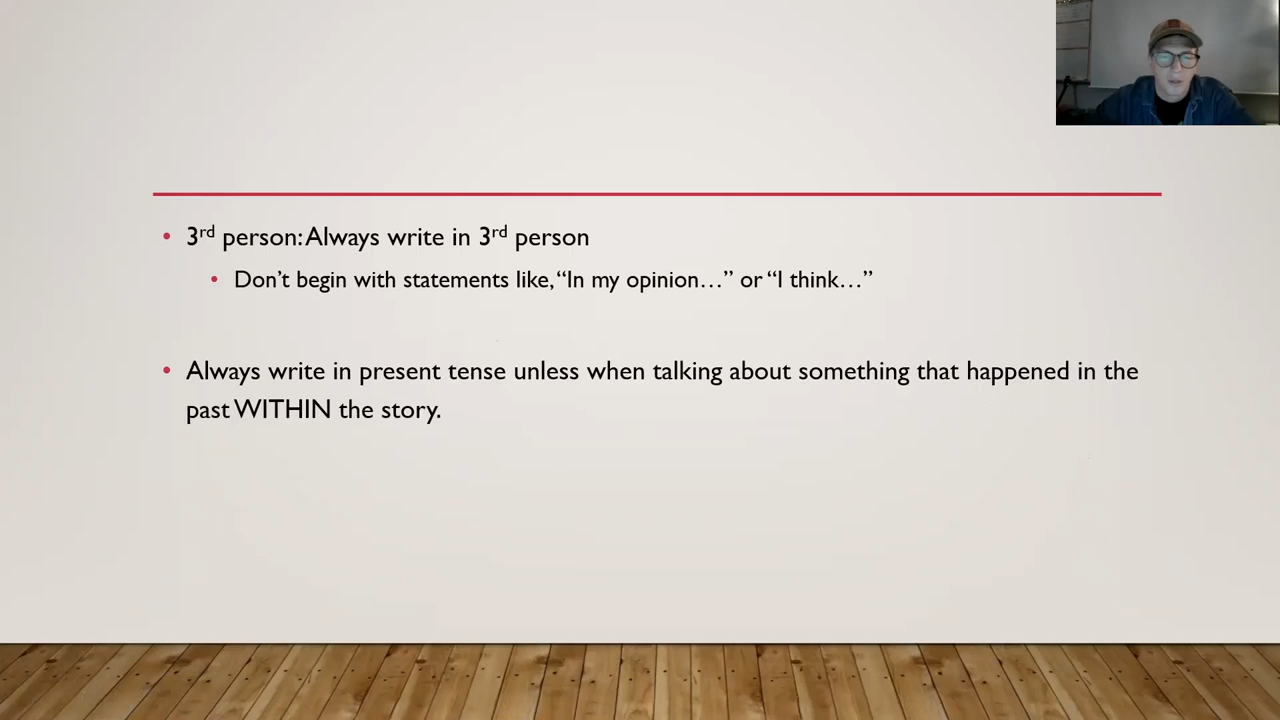 3rd person: Always write in 3rd person
Don’t begin with statements like, “In my opinion…” or “I think…”
Always write in present tense unless when talking about something that happened in the
past WITHIN the story.